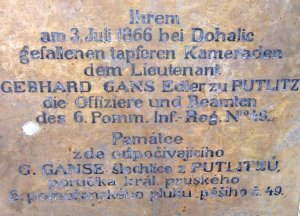 Ihrem
am 3. Juli 1866 bei Dohalic
gefallenen tapferen Kameraden
dem Lieutenant
GEBHARD GANS Edler zu PUTLITZ
die Offiziere und Beamten
des 6. Pomm. Inf.-Reg. No 49.
Památce
zde odpočívajícího
G. GANSE šlechtice z PUTLITZŮ,
poručíka král. pruského
6. pomořanského pluku pěšího č. 49.